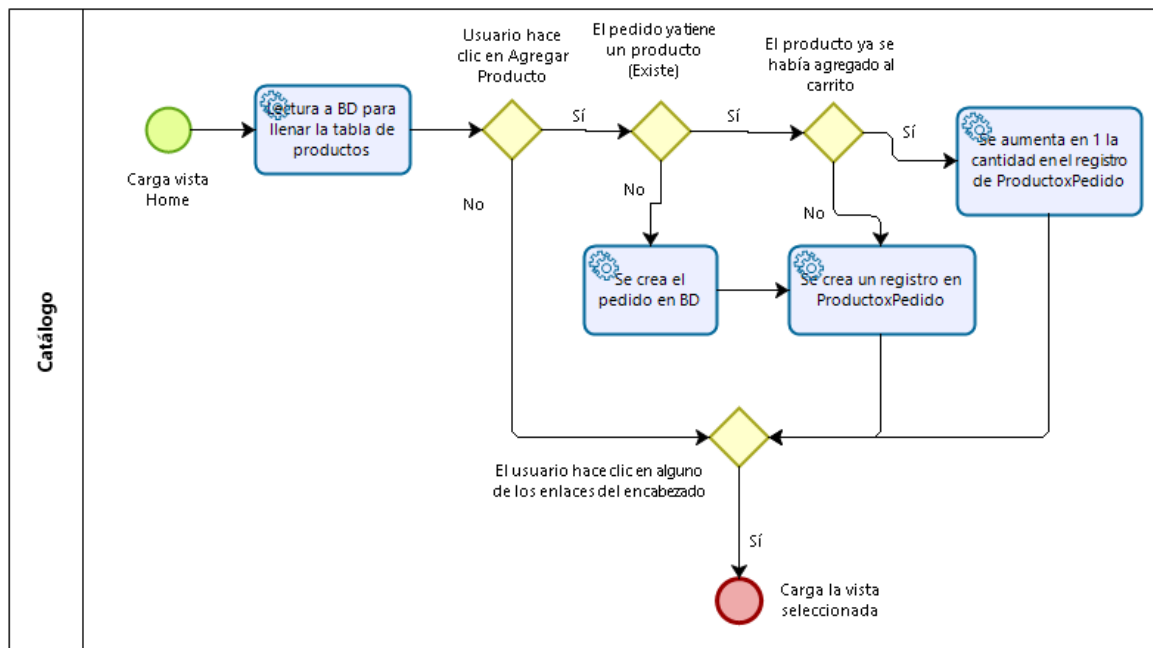 Catálogo
Carga vista
Home
Lectura a BD para
llenar la tabla de
productos
Usuario hace
clic en Agregar
Producto
Sí
No
El pedido ya tiene
un producto
(Existe)
Sí
No
El producto ya se
había agregado al
carrito
Sí
No
Se aumenta en 1 la
cantidad en el registro
de ProductoxPedido
Se crea el
pedido en BD
Se crea un registro en
ProductoxPedido
El usuario hace clic en alguno
de los enlaces del encabezado
Sí
Carga la vista
seleccionada